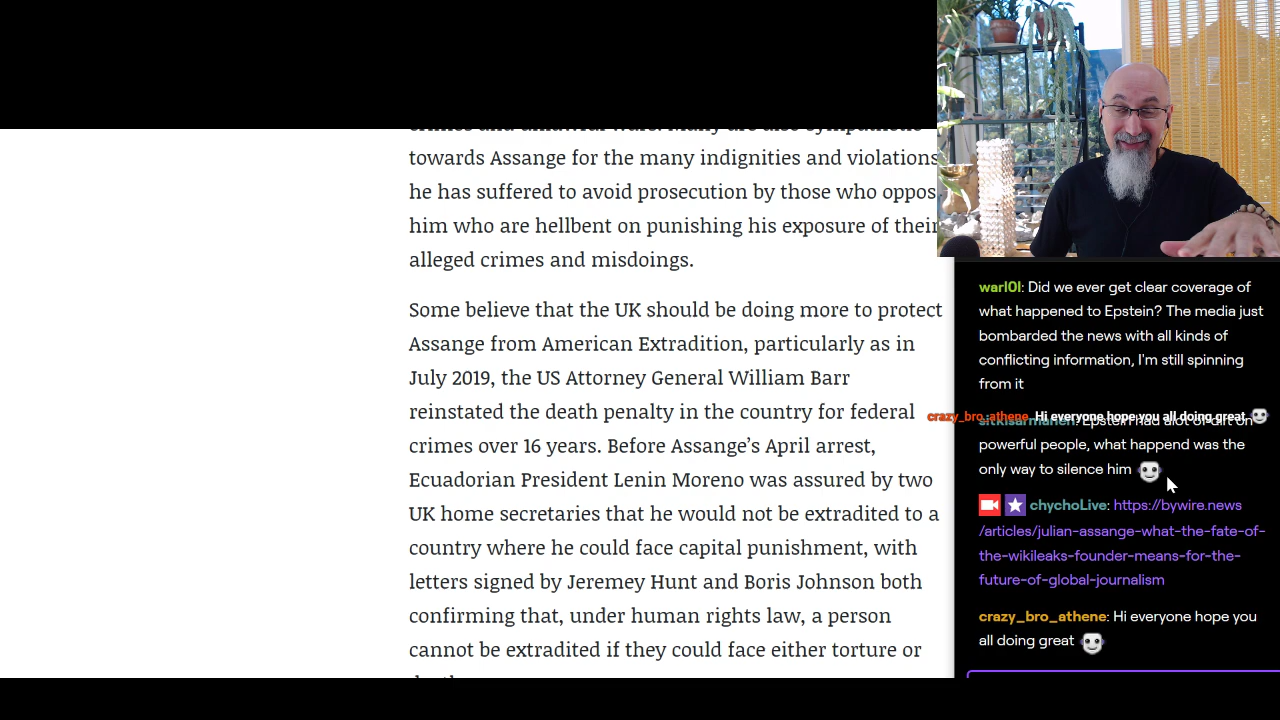 towards Assange for the many indignities and violations
he has suffered to avoid prosecution by those who oppos
him who are hellbent on punishing his exposure of their
alleged crimes and misdoings.
Some believe that the UK should be doing more to protect
Assange from American Extradition, particularly as in
July 2019, the US Attorney General William Barr
reinstated the death penalty in the country for federal
crimes over 16 years. Before Assange’s April arrest,
Ecuadorian President Lenin Moreno was assured by two
UK home secretaries that he would not be extradited to a
country where he could face capital punishment, with
letters signed by Jeremey Hunt and Boris Johnson both
confirming that, under human rights law, a person
cannot be extradited if they could face either torture or
warl0l: Did we ever get clear coverage of
what happened to Epstein? The media just
bombarded the news with all kinds of
conflicting information, I'm still spinning
from it
crazy_bro_athene Hi everyone hope you all doing great
Epstein had alot of dirt on
powerful people, what happend was the
only way to silence him
chychoLive: https://bywire.news
/articles/julian-assange-what-the-fate-of-
the-wikileaks-founder-means-for-the-
future-of-global-journalism
crazy_bro_athene: Hi everyone hope you
all doing great